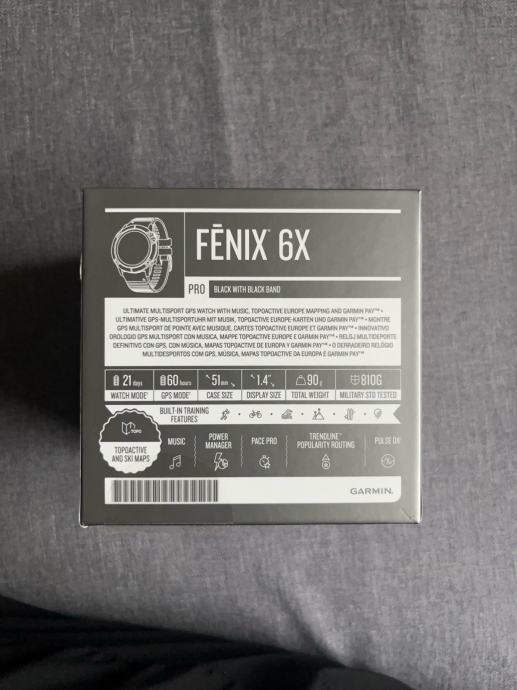 FĒNIX® 6X
PRO BLACK WITH BLACK BAND
ULTIMATE MULTISPORT GPS WATCH WITH MUSIC, TOPOACTIVE EUROPE MAPPING AND GARMIN PAY™ •
ULTIMATIVE GPS-MULTISPORTUHR MIT MUSIK, TOPOACTIVE EUROPE-KARTEN UND GARMIN PAY™ • MONTRE
GPS MULTISPORT DE POINTE AVEC MUSIQUE, CARTES TOPOACTIVE EUROPE ET GARMIN PAY™ • INNOVATIVO
OROLOGIO GPS MULTISPORT CON MUSICA, MAPPE TOPOACTIVE EUROPA E GARMIN PAY™ • RELOJ MULTIDEPORTE
DEFINITIVO CON GPS, CON MÚSICA, MAPAS TOPOACTIVE DE EUROPA Y GARMIN PAY™ • O DERRADEIRO RELÓGIO
MULTIDESPORTOS COM GPS, MÚSICA, MAPAS TOPOACTIVE DA EUROPA E GARMIN PAY™
21 days 60 hours 51 mm 1.4" 90 g 810G
WATCH MODE† GPS MODE† CASE SIZE DISPLAY SIZE TOTAL WEIGHT MILITARY STD TESTED
BUILT-IN TRAINING
FEATURES
TOPO
TOPOACTIVE
AND SKI MAPS
MUSIC
POWER
MANAGER
PACE PRO
TRENDLINE™
POPULARITY ROUTING
PULSE OX
GARMIN.